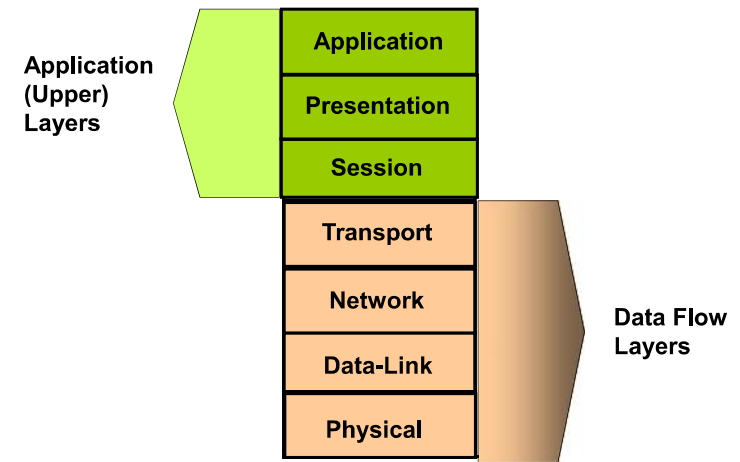 Application
(Upper)
Layers
Application
Presentation
Session
Transport
Network
Data-Link
Physical
Data Flow
Layers